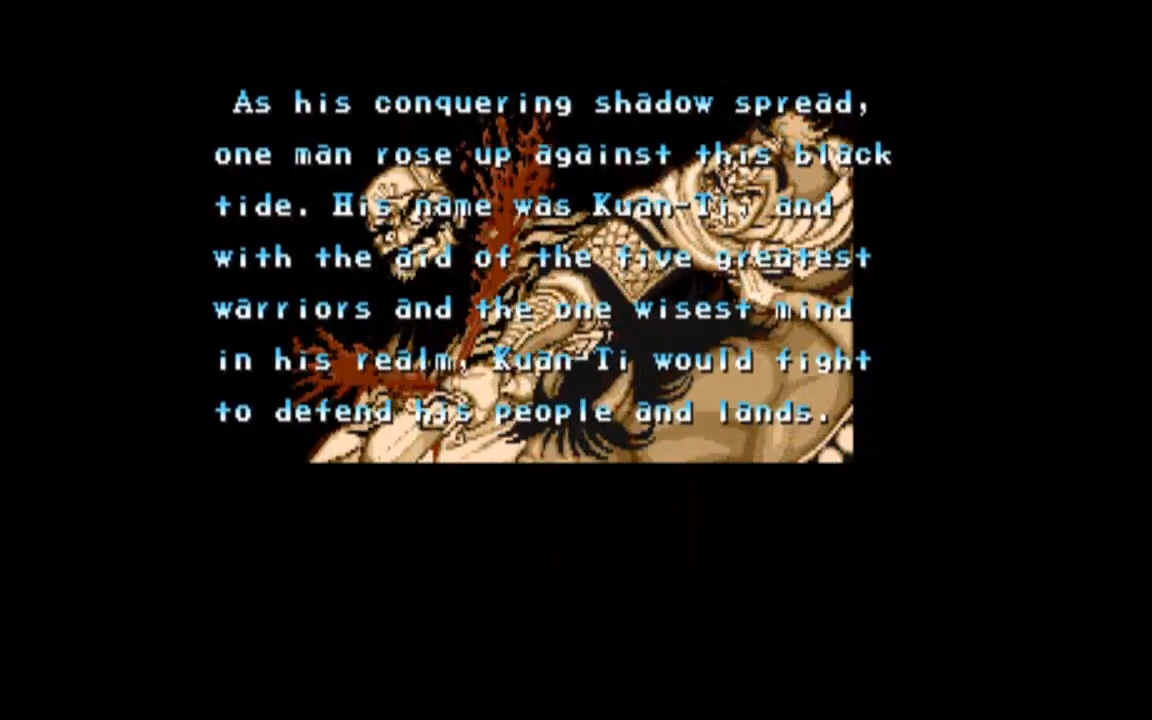 As his conquering shadow spread,
one man rose up against this black
tide. His name was Kuan-Ti, and
with the aid of the five greatest
warriors and the one wisest mind
in his realm, Kuan-Ti would fight
to defend his people and lands.